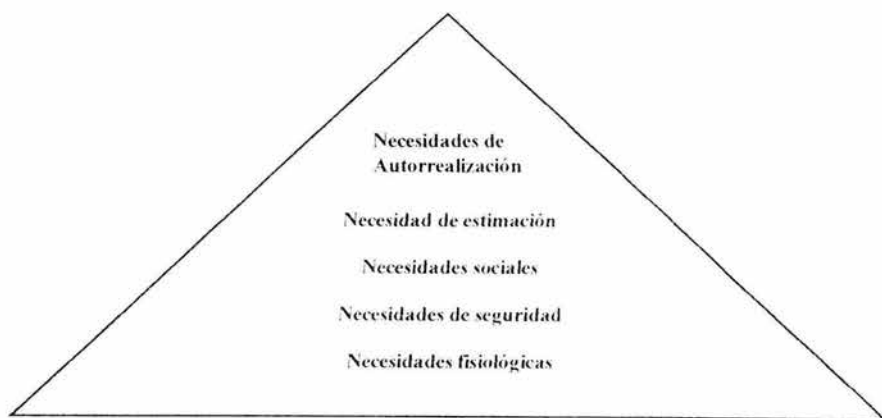 Necesidades de
Autorrealización
Necesidad de estimación
Necesidades sociales
Necesidades de seguridad
Necesidades fisiológicas